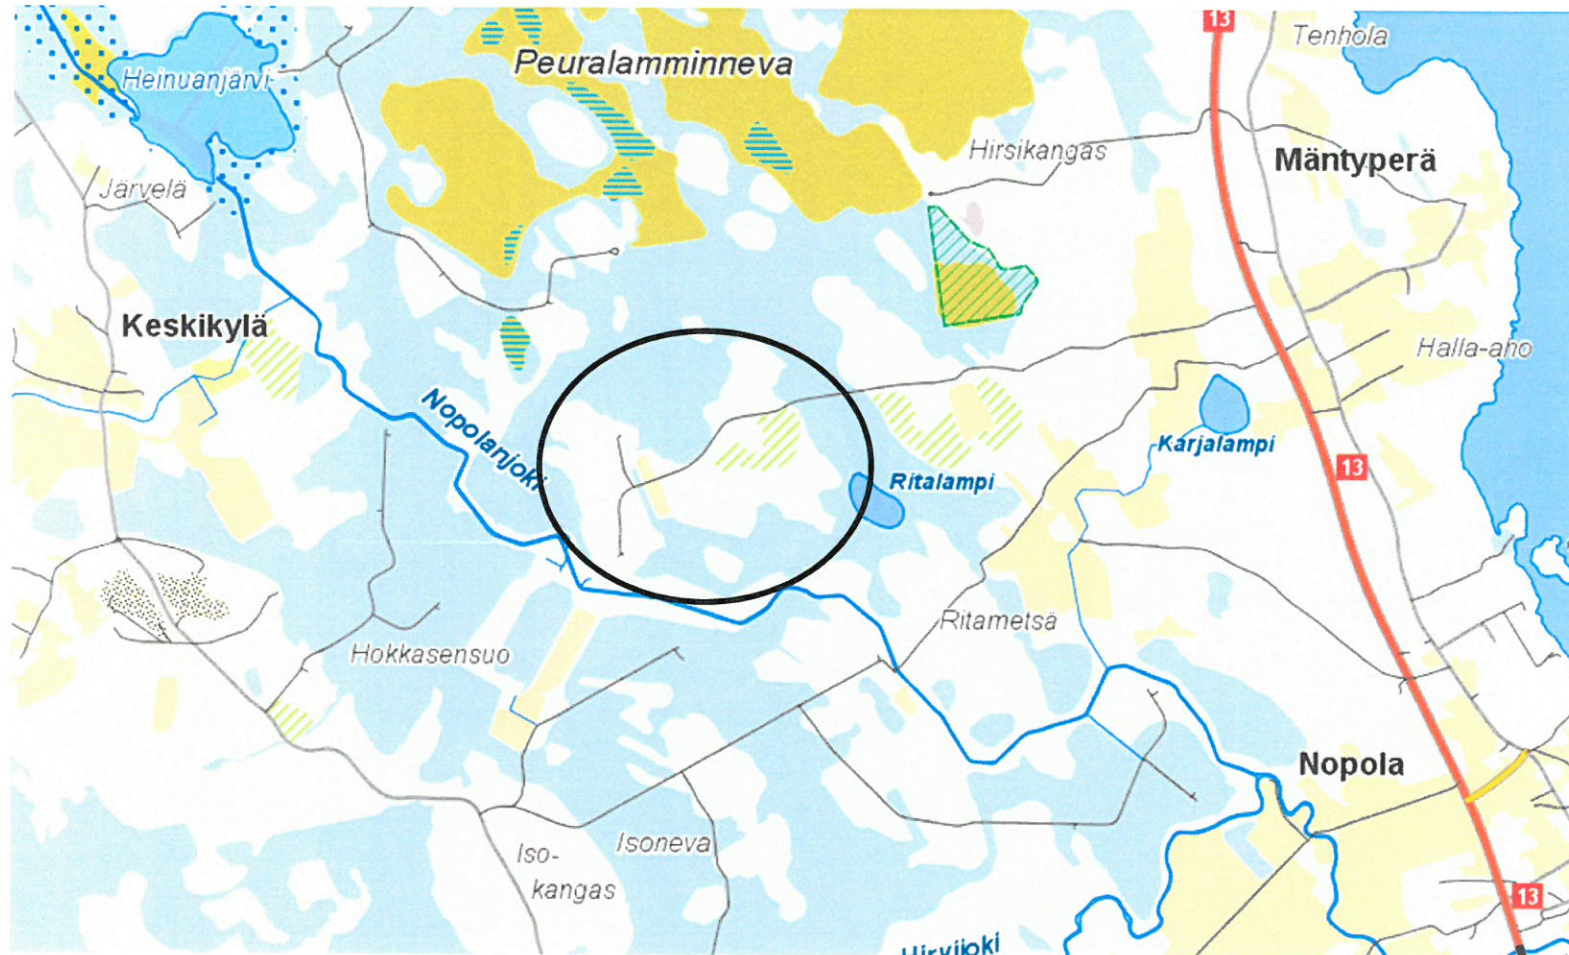 13
Tenhola
Peuralamminneva
Heinuanjärvi
Hirsikangas
Mäntyperä
Järvelä
Keskikylä
Halla-aho
Nopolanjoki
Karjalampi
13
Ritalampi
Ritametsä
Hokkasensuo
Nopola
Isoneva
Iso-
kangas
13
Hirvijoki